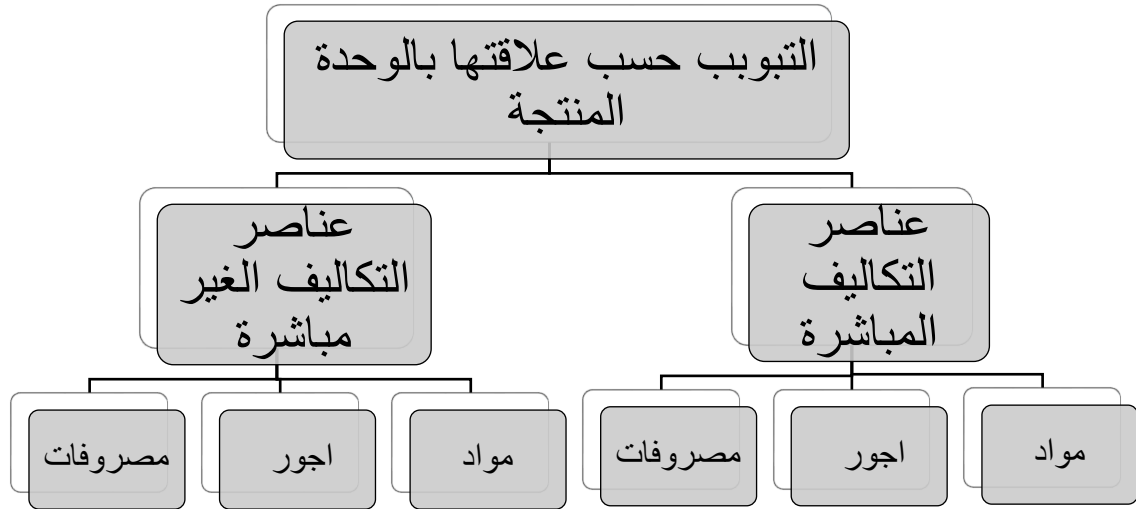 التبويب حسب علاقتها بالوحدة
المنتجة
عناصر
التكاليف
المباشرة
عناصر
التكاليف الغير
مباشرة
مواد
اجور
مصروفات
مواد
اجور
مصروفات